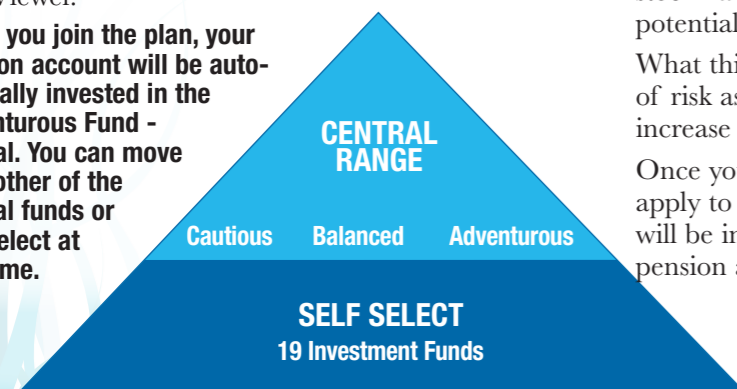 you join the plan, your
on account will be auto-
ally invested in the
nturous Fund -
al. You can move
other of the
al funds or
elect at
me.
CENTRAL
RANGE
Cautious Balanced Adventurous
SELF SELECT
19 Investment Funds
potential
What thi
of risk as
increase
Once you
apply to
will be in
pension a